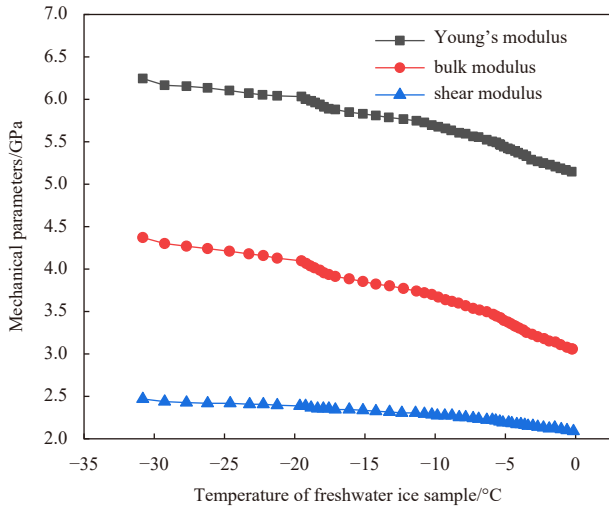 7.0
6.5
6.0
5.5
5.0
4.5
4.0
3.5
3.0
2.5
2.0
Mechanical parameters/GPa
Young's modulus
bulk modulus
shear modulus
−35 −30 −25 −20 −15 −10 −5 0
Temperature of freshwater ice sample/°C